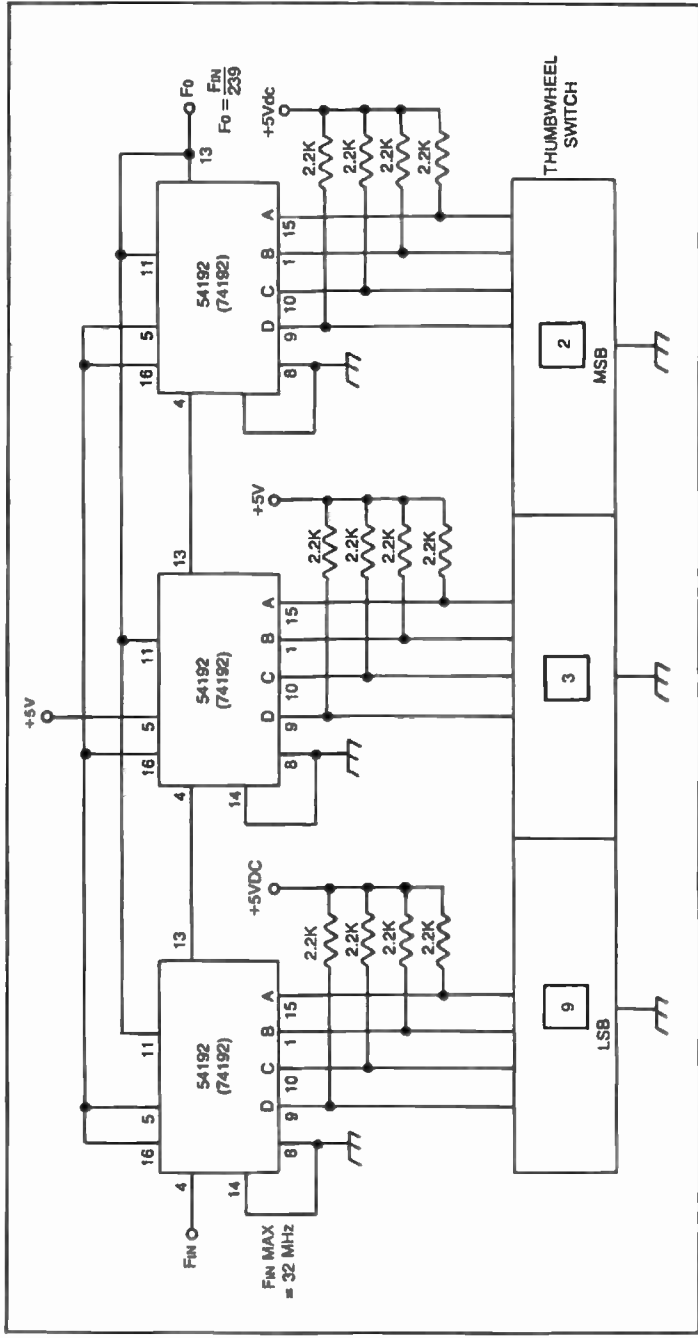 FIN
4
16
5
11
13
54192
(74192)
14
8
D C B A
9 10 1 15
FIN MAX
= 32 MHz
+5VDC
2.2K
2.2K
2.2K
2.2K
+5V
4
16
5
11
13
54192
(74192)
14
8
D C B A
9 10 1 15
+5V
2.2K
2.2K
2.2K
2.2K
4
16
5
11
13
54192
(74192)
8
D C B A
9 10 1 15
F0
F0 = FIN
239
+5Vdc
2.2K
2.2K
2.2K
2.2K
9
LSB
3
2
MSB
THUMBWHEEL
SWITCH